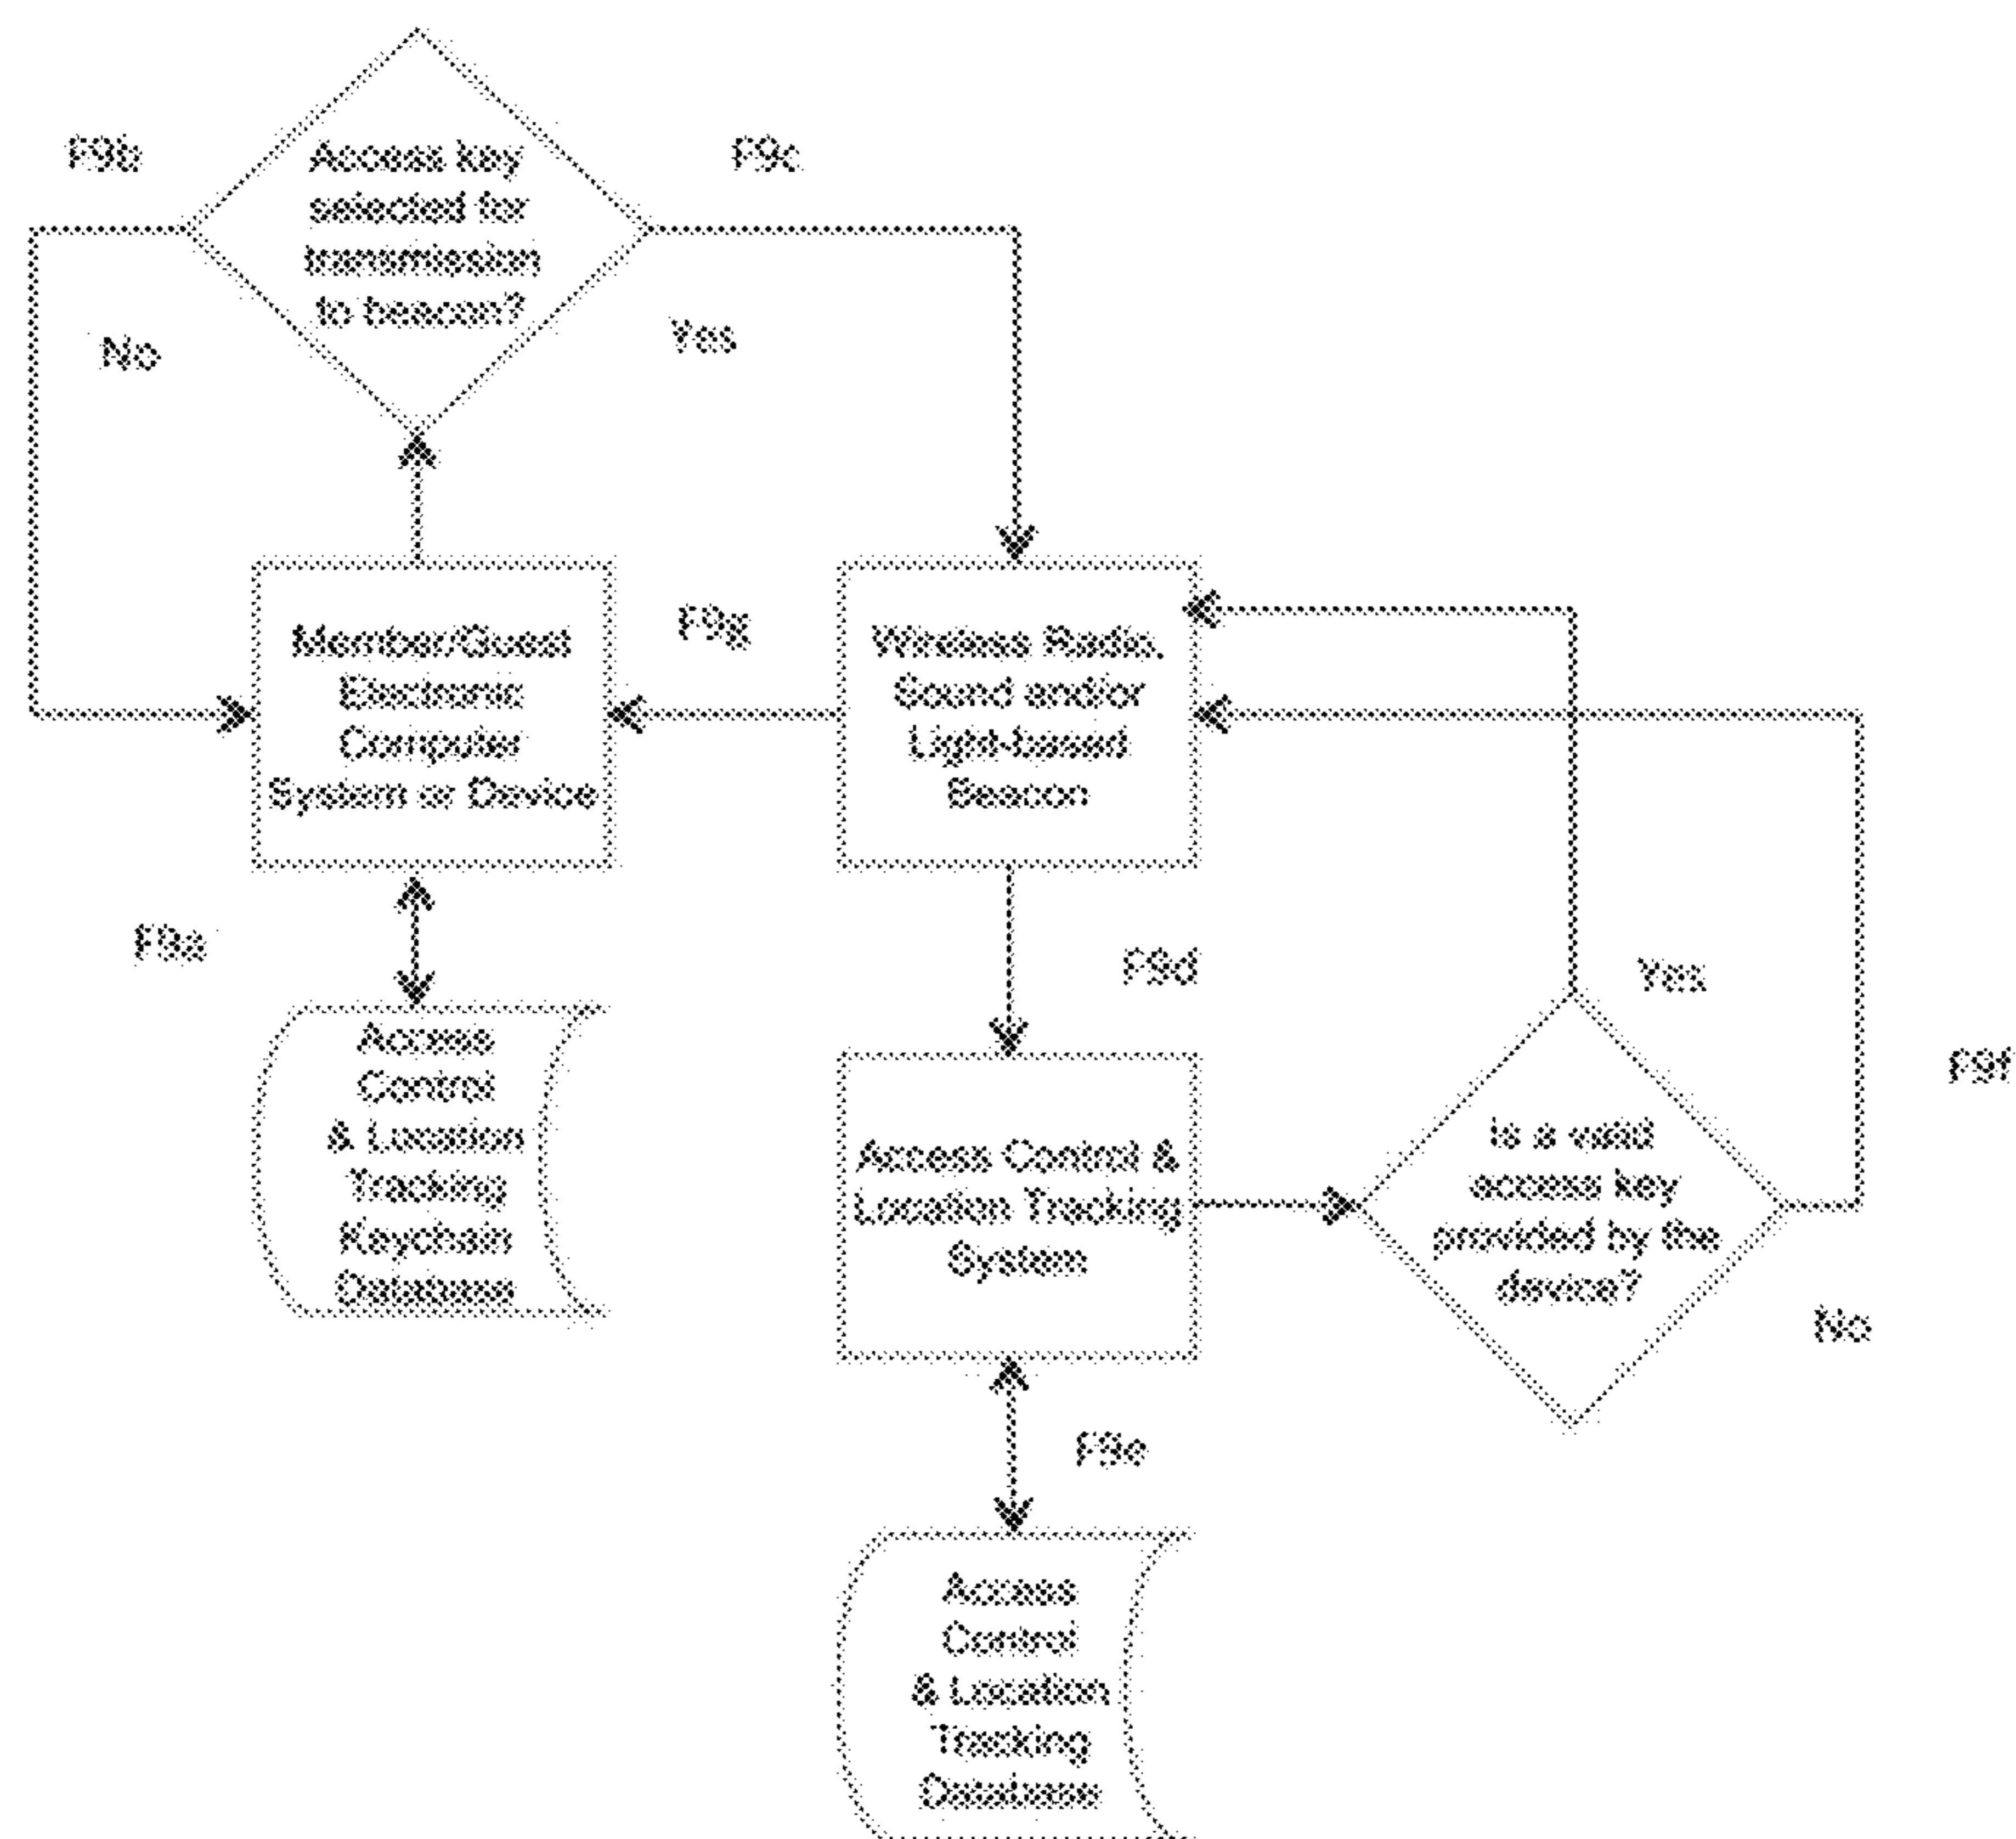 F9b
Access key
selected for
transmission
to beacon?
F9c
No
Yes
Member/Guest
Electronic
Computer
System or Device
F9g
Wireless Radio,
Sound and/or
Light-based
Beacon
F9a
Access
Control
& Location
Tracking
Keychain
Database
F9d
Yes
F9f
Access Control &
Location Tracking
System
Is a valid
access key
provided by the
device?
No
F9e
Access
Control
& Location
Tracking
Database